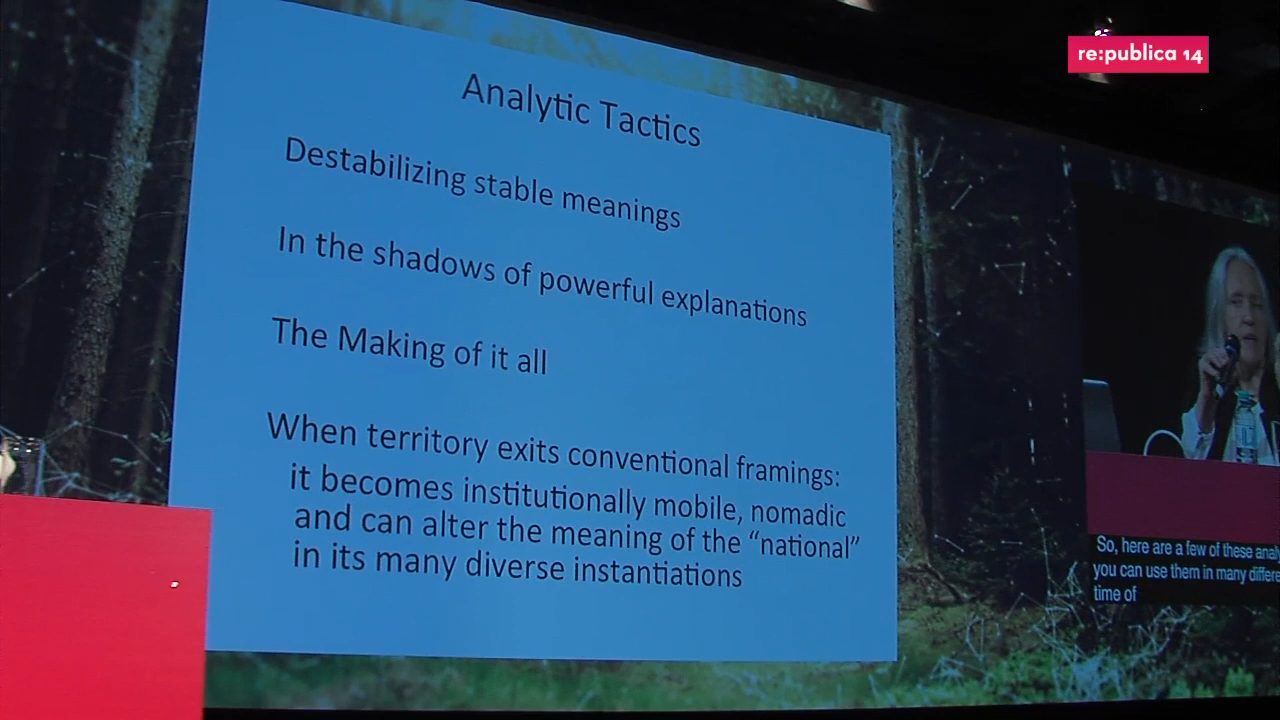 re:publica 14
Analytic Tactics
Destabilizing stable meanings
In the shadows of powerful explanations
The Making of it all
When territory exits conventional framings:
it becomes institutionally mobile, nomadic
and can alter the meaning of the “national”
in its many diverse instantiations
So, here are a few of these
you can use them in many
time of